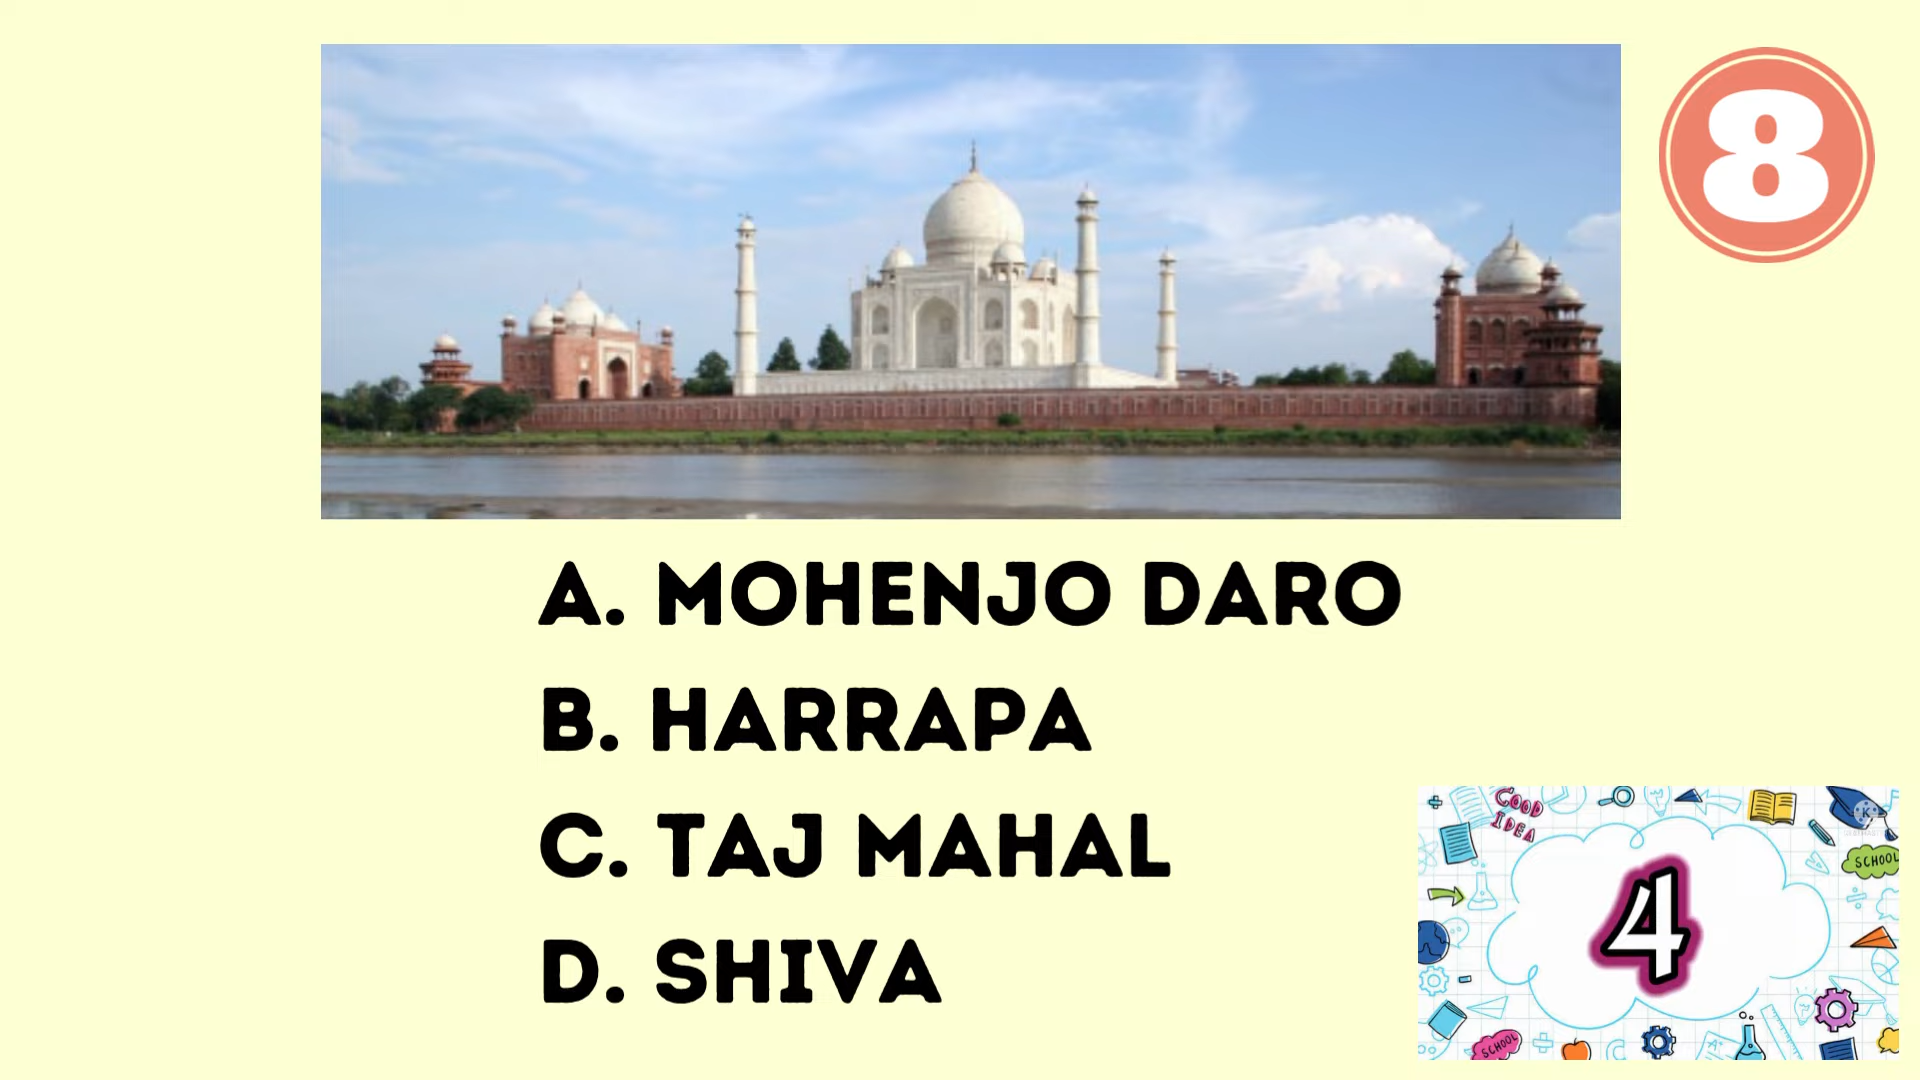 8
A. MOHENJO DARO
B. HARRAPA
C. TAJ MAHAL
D. SHIVA
GOOD
IDEA
SCHOOL
4
SCHOOL
A+